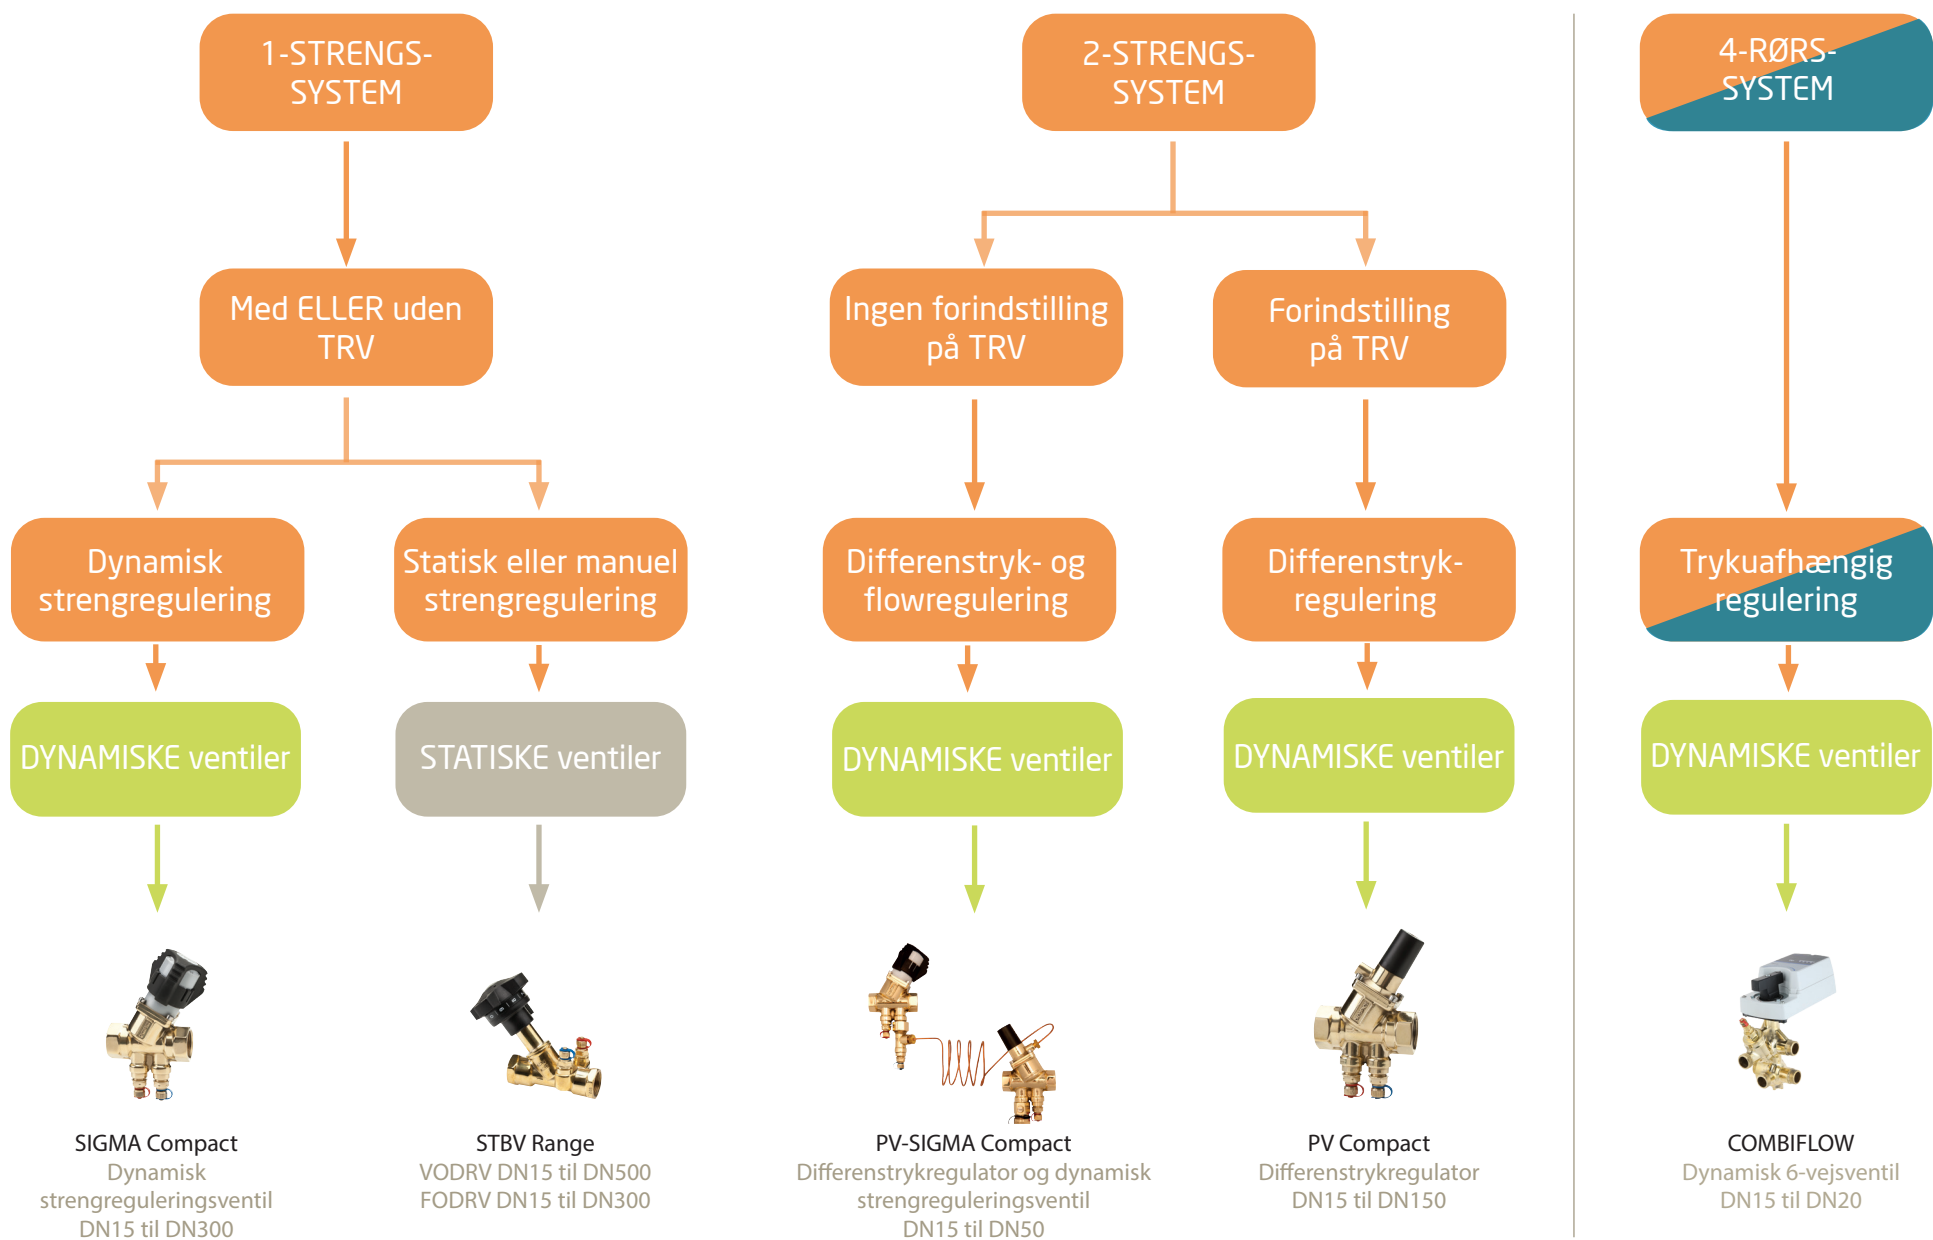 1-STRENGS-
SYSTEM
2-STRENGS-
SYSTEM
4-RØRS-
SYSTEM
Med ELLER uden
TRV
Ingen forindstilling
på TRV
Forindstilling
på TRV
Dynamisk
strengregulering
Statisk eller manuel
strengregulering
Differenstryk- og
flowregulering
Differenstryk-
regulering
Trykuafhængig
regulering
DYNAMISKE ventiler
STATISKE ventiler
DYNAMISKE ventiler
DYNAMISKE ventiler
DYNAMISKE ventiler
SIGMA Compact
Dynamisk
strengreguleringsventil
DN15 til DN300
STBV Range
VODRV DN15 til DN500
FODRV DN15 til DN300
PV-SIGMA Compact
Differenstrykregulator og dynamisk
strengreguleringsventil
DN15 til DN50
PV Compact
Differenstrykregulator
DN15 til DN150
COMBIFLOW
Dynamisk 6-vejsventil
DN15 til DN20